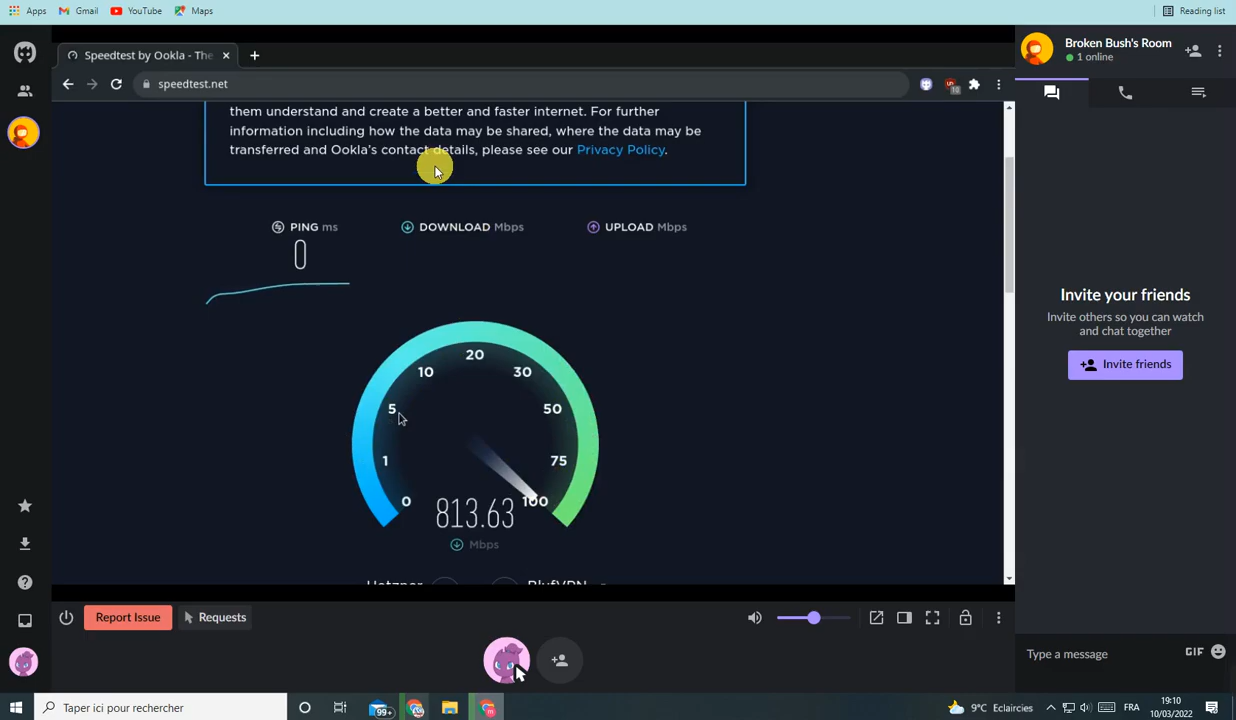 Apps
Gmail
YouTube
Maps
Reading list
Speedtest by Ookla - The
speedtest.net
10
Broken Bush's Room
1 online
them understand and create a better and faster internet. For further
information including how the data may be shared, where the data may be
transferred and Ookla's contact details, please see our Privacy Policy.
PING ms
DOWNLOAD Mbps
UPLOAD Mbps
0
20
10
30
5
50
1
75
0
100
813.63
Mbps
Hetzner
BlufVPN
Invite your friends
Invite others so you can watch
and chat together
Invite friends
Report Issue
Requests
Type a message
GIF
Taper ici pour rechercher
99+
9°C Eclaircies
FRA
19:10
10/03/2022